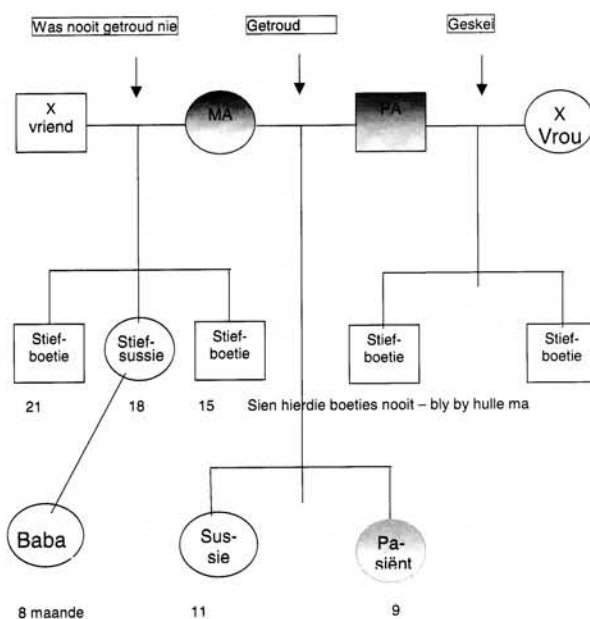 Was nooit getroud nie
Getroud
Geskei
X
vriend
MA
PA
X
Vrou
Stief-
boetie
Stief-
sussie
Stief-
boetie
Stief-
boetie
Stief-
boetie
21
18
15
Sien hierdie boeties nooit – bly by hulle ma
Baba
Sus-
sie
Pa-
siënt
8 maande
11
9